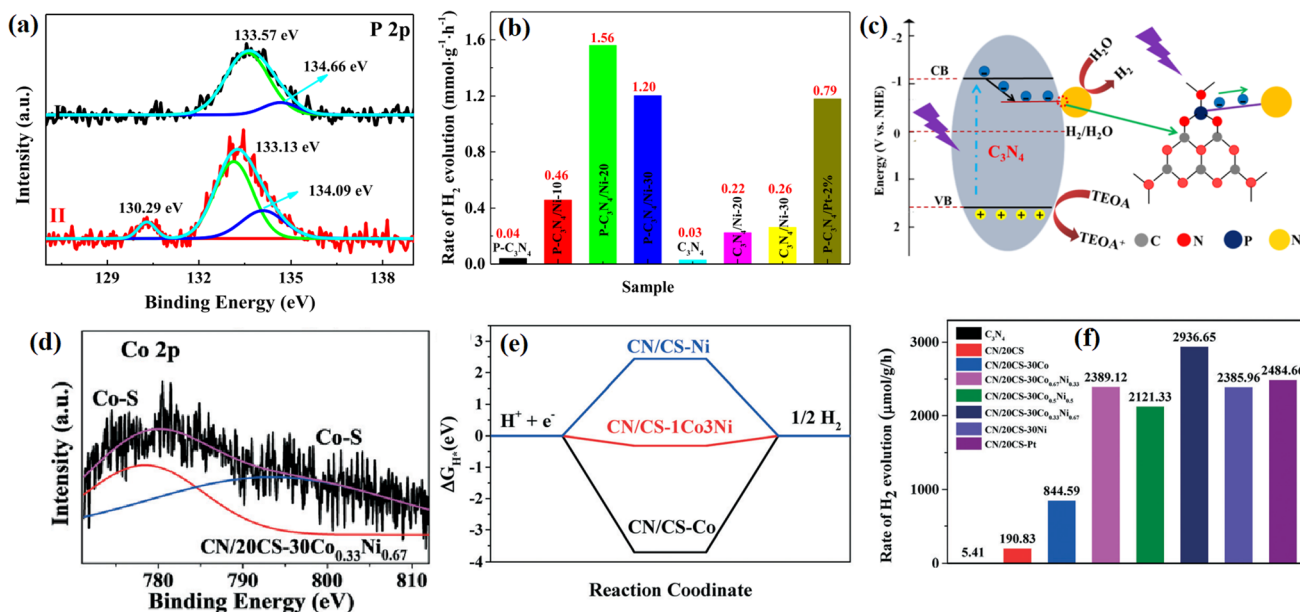 (a)
P 2p
133.57 eV
134.66 eV
I
133.13 eV
130.29 eV
134.09 eV
II
Intensity (a.u.)
129 132 135 138
Binding Energy (eV)
(b)
Rate of H2 evolution (mmol·g-1·h-1)
1.6
1.2
0.8
0.4
0.0
0.04
0.46
1.56
1.20
0.03
0.22
0.26
0.79
P-C3N4
P-C3N4/Ni-10
P-C3N4/Ni-20
P-C3N4/Ni-30
C3N4
C3N4/Ni-20
C3N4/Ni-30
P-C3N4/Pt-2%
Sample
(c)
Energy (V vs. NHE)
-2
-1
0
1
2
CB
VB
C3N4
H2O
H2
H2/H2O
TEOA
TEOA+
C N P N
(d)
Co 2p
Co-S
Co-S
CN/20CS-30Co0.33Ni0.67
Intensity (a.u.)
780 790 800 810
Binding Energy (eV)
(e)
ΔGH*(eV)
4
3
2
1
0
-1
-2
-3
-4
CN/CS-Ni
H+ + e-
1/2 H2
CN/CS-1Co3Ni
CN/CS-Co
Reaction Coodinate
(f)
Rate of H2 evolution (μmol/g/h)
3000
2000
1000
0
C3N4
CN/20CS
CN/20CS-30Co
CN/20CS-30Co0.67Ni0.33
CN/20CS-30Co0.5Ni0.5
CN/20CS-30Co0.33Ni0.67
CN/20CS-30Ni
CN/20CS-Pt
5.41
190.83
844.59
2389.12
2121.33
2936.65
2385.96
2484.66